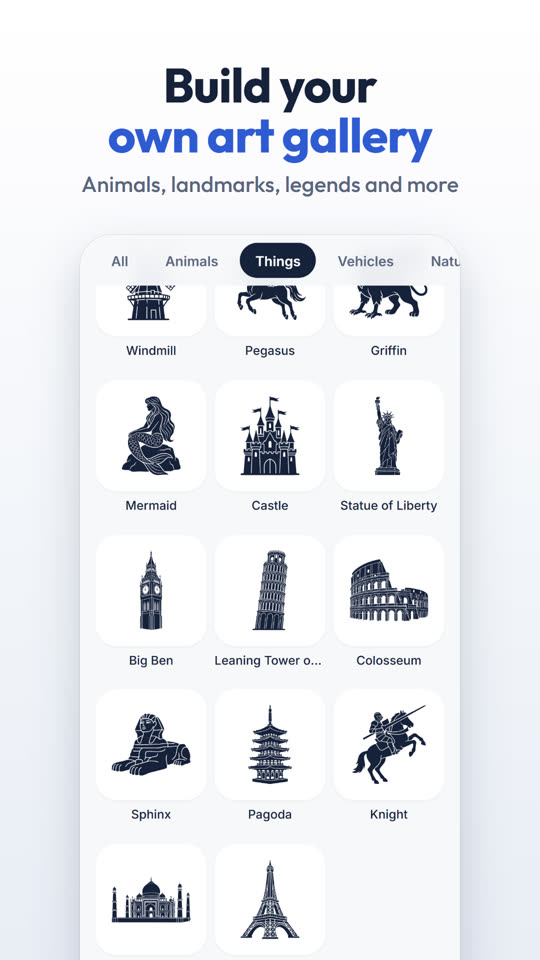 Build your
own art gallery
Animals, landmarks, legends and more
All Animals Things Vehicles Natu
Windmill Pegasus Griffin
Mermaid Castle Statue of Liberty
Big Ben Leaning Tower o... Colosseum
Sphinx Pagoda Knight